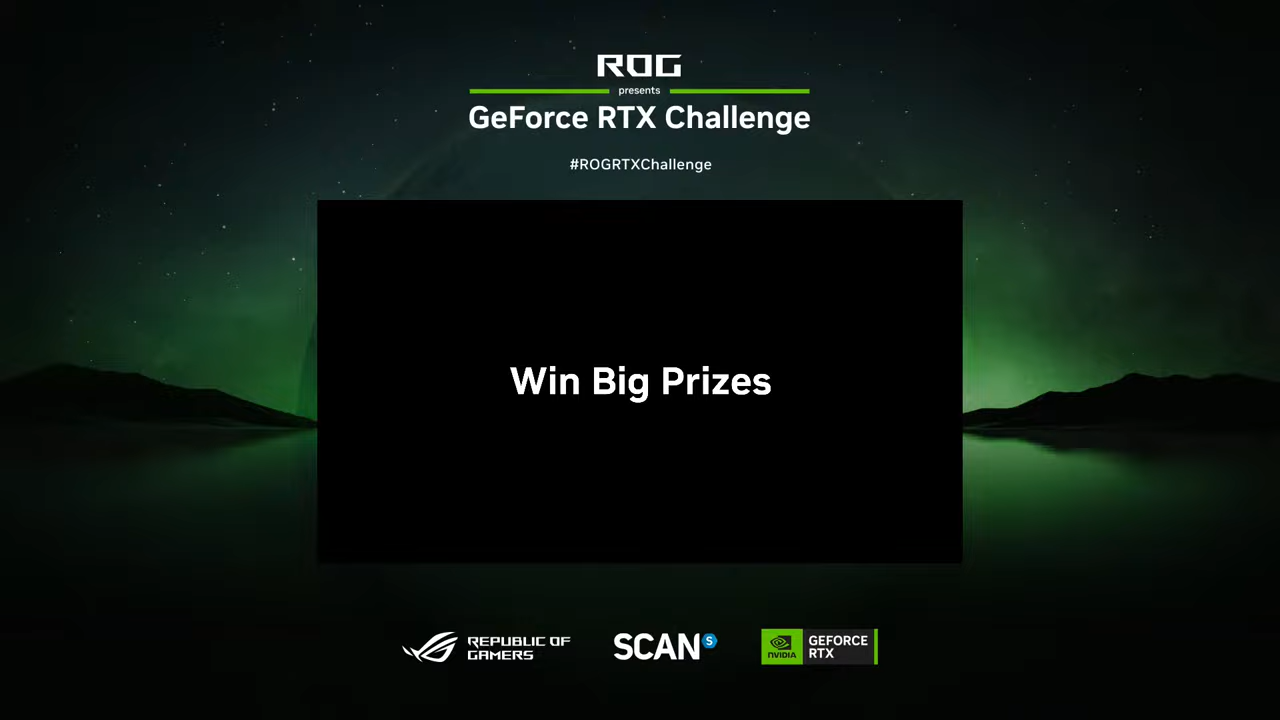 ROG
presents
GeForce RTX Challenge
#ROGRTXChallenge
Win Big Prizes
REPUBLIC OF
GAMERS
SCAN S
NVIDIA
GEFORCE
RTX